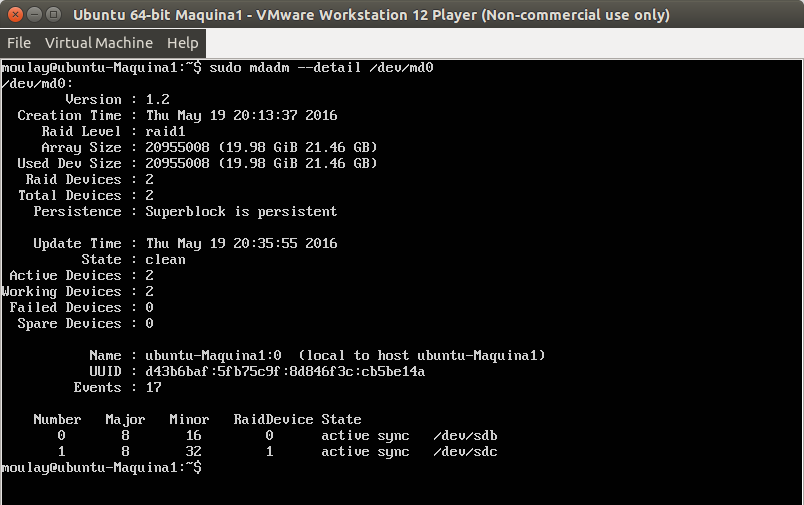 Ubuntu 64-bit Maquina1 - VMware Workstation 12 Player (Non-commercial use only)
File Virtual Machine Help
moulay@ubuntu-Maquina1:~$ sudo mdadm --detail /dev/md0
/dev/md0:
Version : 1.2
Creation Time : Thu May 19 20:13:37 2016
Raid Level : raid1
Array Size : 20955008 (19.98 GiB 21.46 GB)
Used Dev Size : 20955008 (19.98 GiB 21.46 GB)
Raid Devices : 2
Total Devices : 2
Persistence : Superblock is persistent
Update Time : Thu May 19 20:35:55 2016
State : clean
Active Devices : 2
Working Devices : 2
Failed Devices : 0
Spare Devices : 0
Name : ubuntu-Maquina1:0 (local to host ubuntu-Maquina1)
UUID : d43b6baf:5fb75c9f:8d846f3c:cb5be14a
Events : 17
Number Major Minor RaidDevice State
0 8 16 0 active sync /dev/sdb
1 8 32 1 active sync /dev/sdc
moulay@ubuntu-Maquina1:~$